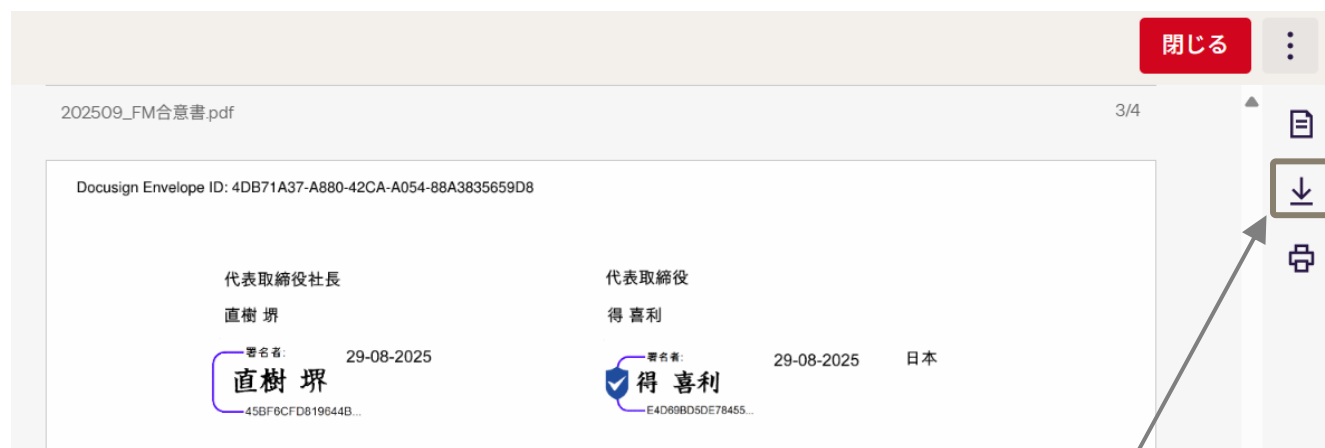 閉じる
202509_FM合意書.pdf
3/4
Docusign Envelope ID: 4DB71A37-A880-42CA-A054-88A3835659D8
代表取締役社長
代表取締役
直樹 堺
得 喜利
署名者:
29-08-2025
直樹 堺
45BF6CFD819644B...
署名者:
29-08-2025
日本
得 喜利
E4D69BD5DE78455...